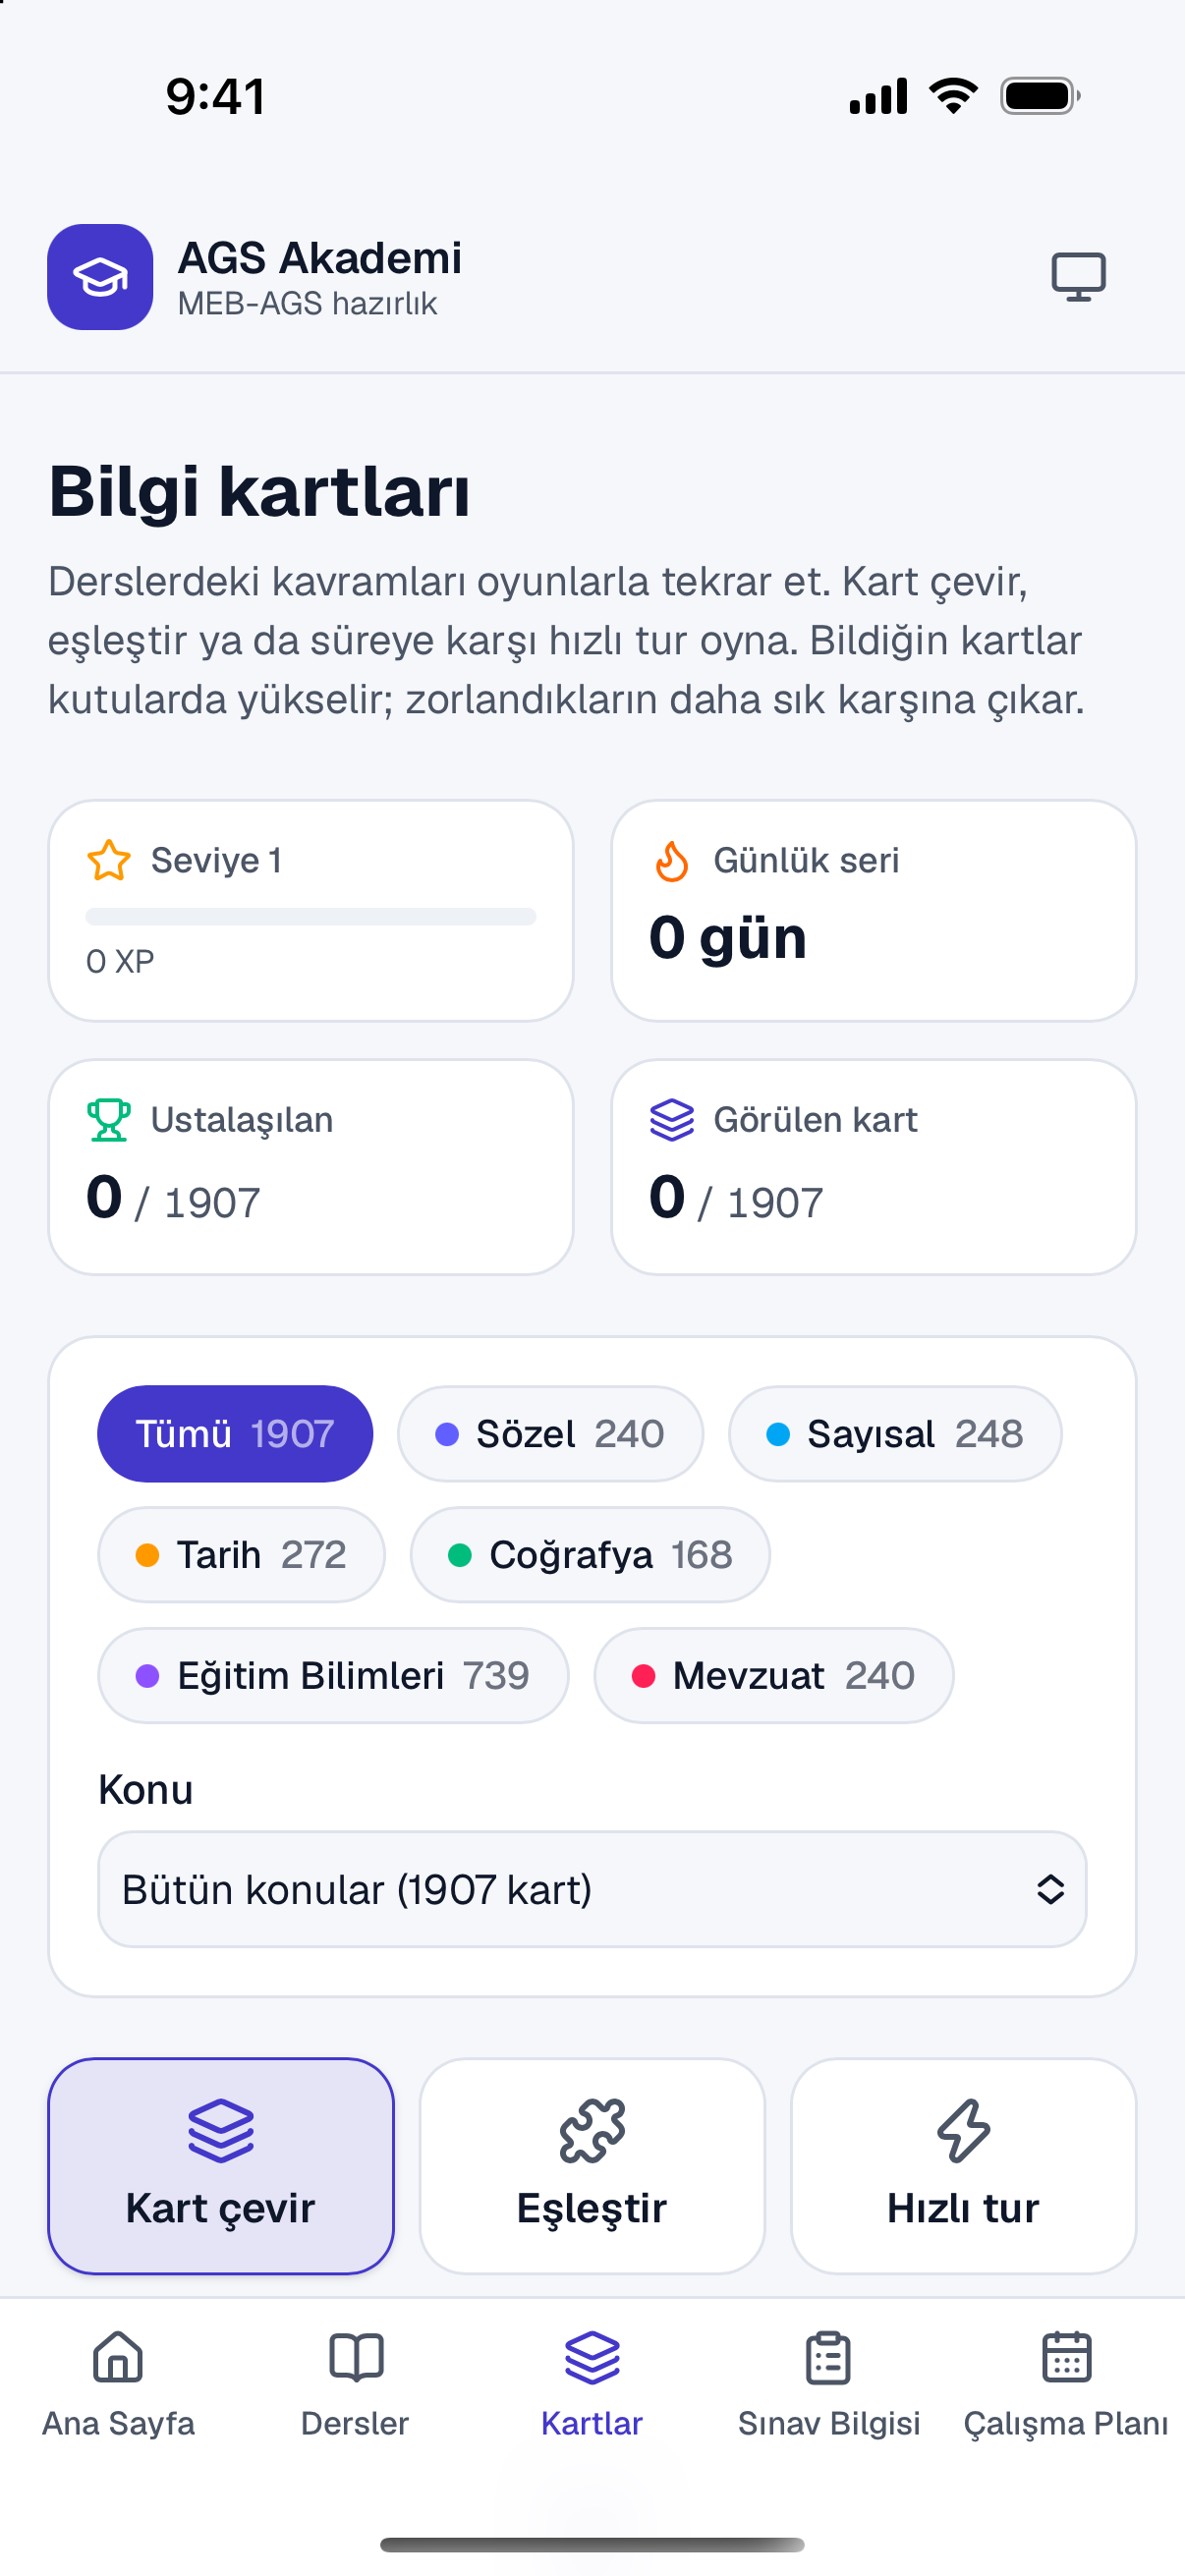 9:41
AGS Akademi
MEB-AGS hazırlık
Bilgi kartları
Derslerdeki kavramları oyunlarla tekrar et. Kart çevir,
eşleştir ya da süreye karşı hızlı tur oyna. Bildiğin kartlar
kutularda yükselir; zorlandıkların daha sık karşına çıkar.
Seviye 1
0 XP
Günlük seri
0 gün
Ustalaşılan
0 / 1907
Görülen kart
0 / 1907
Tümü 1907
Sözel 240
Sayısal 248
Tarih 272
Coğrafya 168
Eğitim Bilimleri 739
Mevzuat 240
Konu
Bütün konular (1907 kart)
Kart çevir
Eşleştir
Hızlı tur
Ana Sayfa
Dersler
Kartlar
Sınav Bilgisi
Çalışma Planı